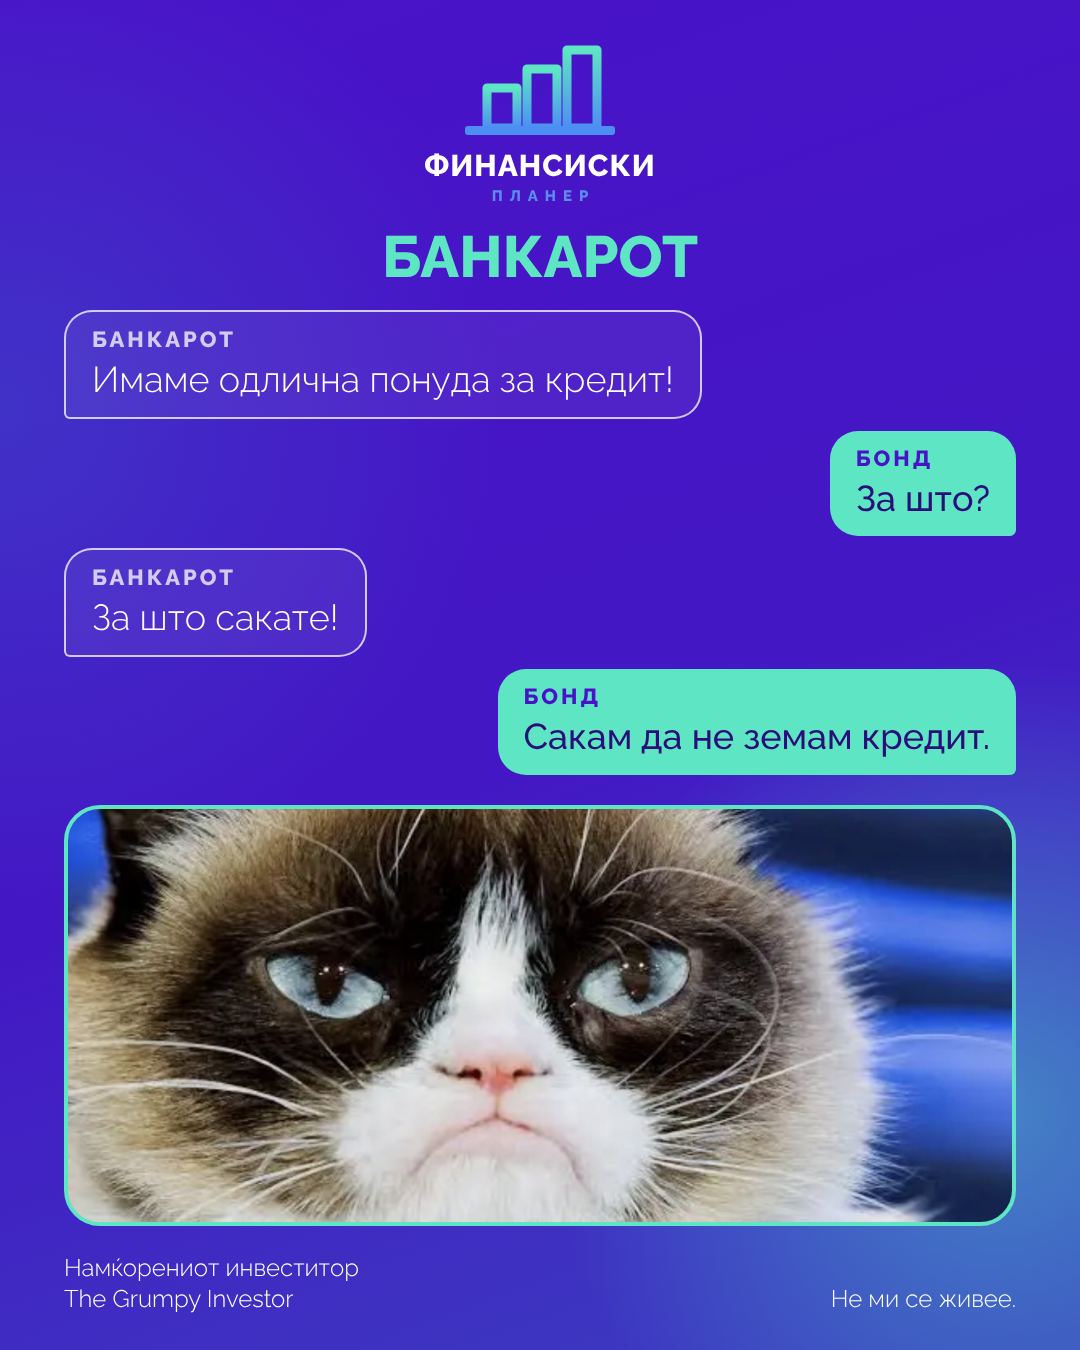 ФИНАНСИСКИ
ПЛАНЕР
БАНКАРОТ
БАНКАРОТ
Имаме одлична понуда за кредит!
БОНД
За што?
БАНКАРОТ
За што сакате!
БОНД
Сакам да не земам кредит.
Намќорениот инвеститор
The Grumpy Investor
Не ми се живее.